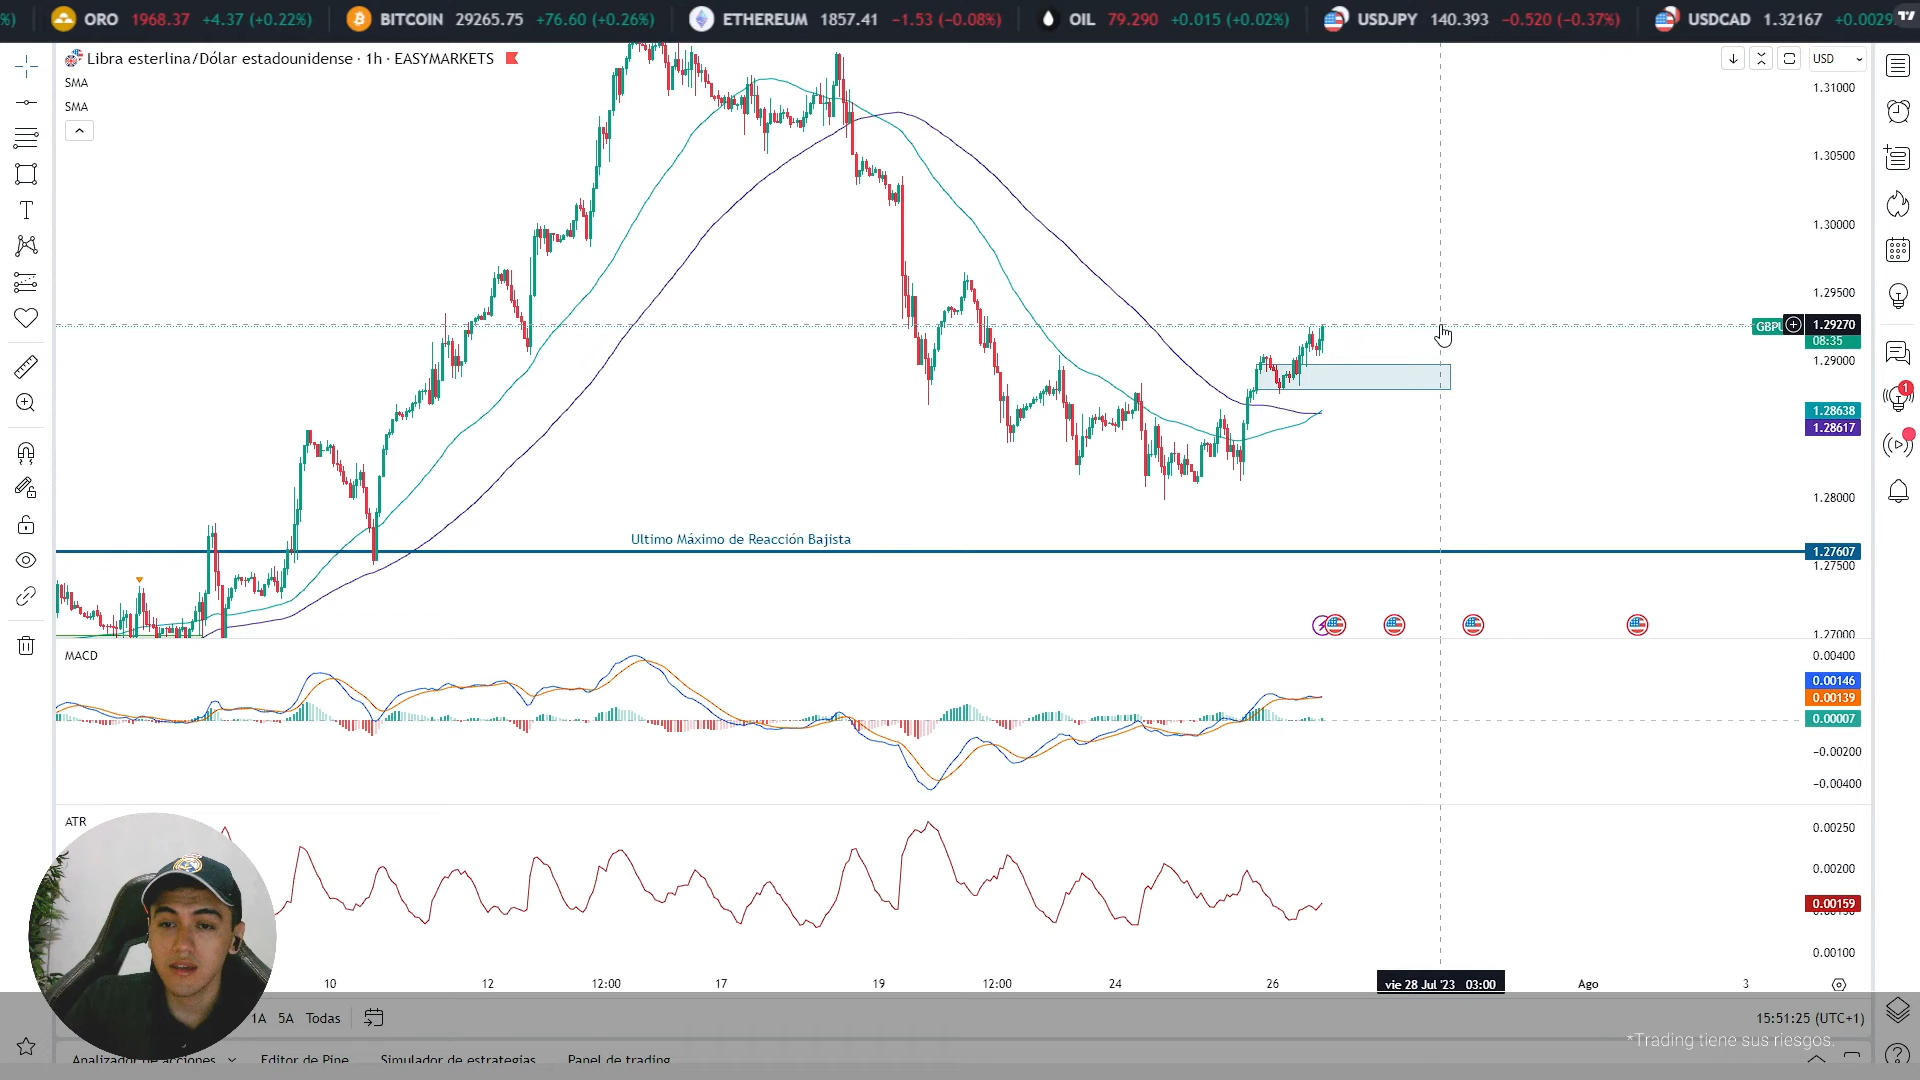 %) ORO 1968.37 +4.37 (+0.22%) BITCOIN 29265.75 +76.60 (+0.26%) ETHEREUM 1857.41 −1.53 (−0.08%) OIL 79.290 +0.015 (+0.02%) USDJPY 140.393 −0.520 (−0.37%) USDCAD 1.32167 +0.0029
Libra esterlina/Dólar estadounidense · 1h · EASYMARKETS
USD
SMA
SMA
1.31000
1.30500
1.30000
1.29500
GBPU
1.29270
08:35
1.29000
1.28638
1.28617
1.28000
Ultimo Máximo de Reacción Bajista
1.27607
1.27500
1.27000
MACD
0.00400
0.00146
0.00139
0.00007
−0.00200
−0.00400
ATR
0.00250
0.00200
0.00159
0.00100
10 12 12:00 17 19 12:00 24 26 vie 28 Jul '23 03:00 Ago 3
1A 5A Todas
15:51:25 (UTC+1)
*Trading tiene sus riesgos.
Analizador de acciones Editor de Pine Simulador de estrategias Panel de trading
1